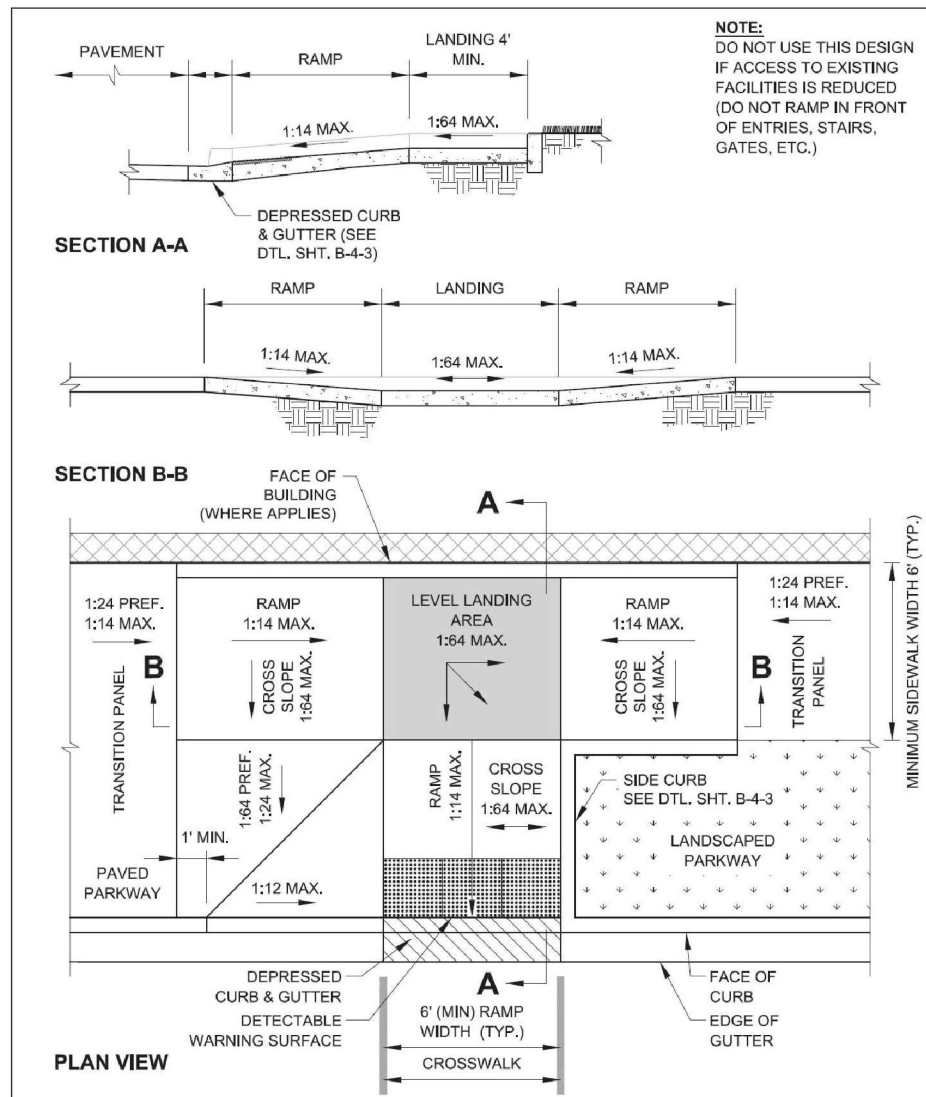 PAVEMENT
RAMP
LANDING 4'
MIN.
NOTE:
DO NOT USE THIS DESIGN
IF ACCESS TO EXISTING
FACILITIES IS REDUCED
(DO NOT RAMP IN FRONT
OF ENTRIES, STAIRS,
GATES, ETC.)
1:14 MAX.
1:64 MAX.
DEPRESSED CURB
& GUTTER (SEE
DTL. SHT. B-4-3)
SECTION A-A
RAMP
LANDING
RAMP
1:14 MAX.
1:64 MAX.
1:14 MAX.
SECTION B-B
FACE OF
BUILDING
(WHERE APPLIES)
A
1:24 PREF.
1:14 MAX.
RAMP
1:14 MAX.
LEVEL LANDING
AREA
1:64 MAX.
RAMP
1:14 MAX.
1:24 PREF.
1:14 MAX.
B
CROSS
SLOPE
1:64 MAX.
CROSS
SLOPE
1:64 MAX.
B
TRANSITION PANEL
TRANSITION
PANEL
MINIMUM SIDEWALK WIDTH 6' (TYP.)
1:64 PREF.
1:24 MAX.
RAMP
1:14 MAX.
CROSS
SLOPE
1:64 MAX.
SIDE CURB
SEE DTL. SHT. B-4-3
LANDSCAPED
PARKWAY
1' MIN.
PAVED
PARKWAY
1:12 MAX.
DEPRESSED
CURB & GUTTER
DETECTABLE
WARNING SURFACE
A
6' (MIN) RAMP
WIDTH (TYP.)
CROSSWALK
FACE OF
CURB
EDGE OF
GUTTER
PLAN VIEW